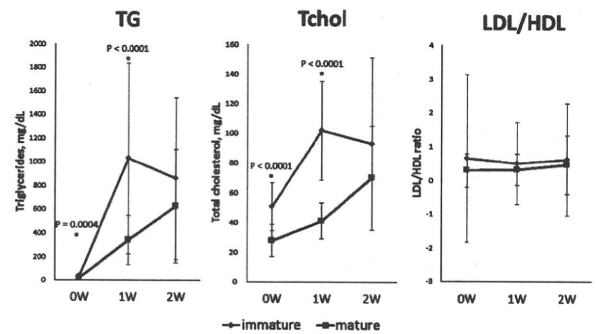 TG
Triglycerides, mg/dL
2000
1800
1600
1400
1200
1000
800
600
400
200
0
P < 0.0001
*
P = 0.0004
*
0W 1W 2W
Tchol
Total cholesterol, mg/dL
160
140
120
100
80
60
40
20
0
P < 0.0001
*
P < 0.0001
*
0W 1W 2W
LDL/HDL
LDL/HDL ratio
4
3
2
1
0
-1
2
-3
0W 1W 2W
immature mature